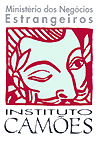 Ministério dos Negócios
Estrangeiros
INSTITUTO
CAMÕES